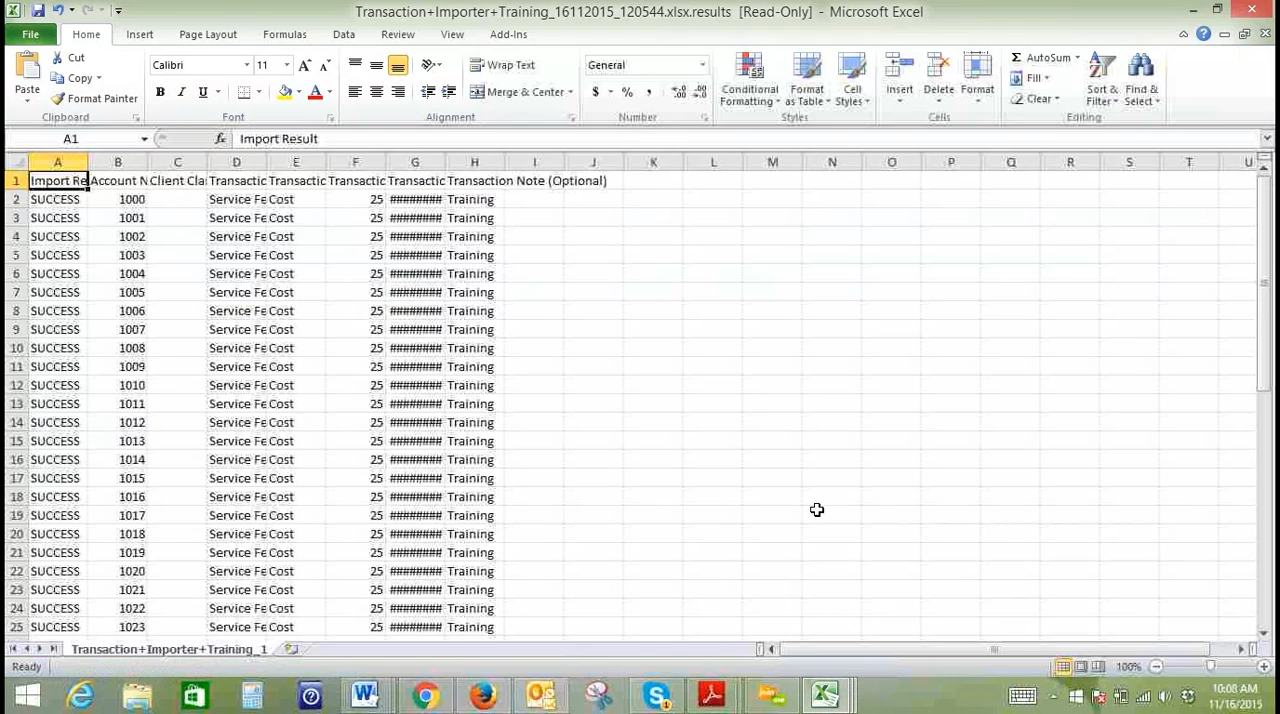 Transaction+Importer+Training_16112015_120544.xlsx.results [Read-Only] - Microsoft Excel
File Home Insert Page Layout Formulas Data Review View Add-Ins
Paste Cut Copy Format Painter Clipboard
Calibri 11 Font
Wrap Text Merge & Center Alignment
General $ % , Number
Conditional Formatting Format as Table Cell Styles Styles
Insert Delete Format Cells
AutoSum Fill Clear Sort & Filter Find & Select Editing
A1 fx Import Result
A B C D E F G H I J K L M N O P Q R S T U
1 Import Re Account N Client Cla Transactic Transactic Transactic Transactic Transaction Note (Optional)
2 SUCCESS 1000 Service Fe Cost 25 ######## Training
3 SUCCESS 1001 Service Fe Cost 25 ######## Training
4 SUCCESS 1002 Service Fe Cost 25 ######## Training
5 SUCCESS 1003 Service Fe Cost 25 ######## Training
6 SUCCESS 1004 Service Fe Cost 25 ######## Training
7 SUCCESS 1005 Service Fe Cost 25 ######## Training
8 SUCCESS 1006 Service Fe Cost 25 ######## Training
9 SUCCESS 1007 Service Fe Cost 25 ######## Training
10 SUCCESS 1008 Service Fe Cost 25 ######## Training
11 SUCCESS 1009 Service Fe Cost 25 ######## Training
12 SUCCESS 1010 Service Fe Cost 25 ######## Training
13 SUCCESS 1011 Service Fe Cost 25 ######## Training
14 SUCCESS 1012 Service Fe Cost 25 ######## Training
15 SUCCESS 1013 Service Fe Cost 25 ######## Training
16 SUCCESS 1014 Service Fe Cost 25 ######## Training
17 SUCCESS 1015 Service Fe Cost 25 ######## Training
18 SUCCESS 1016 Service Fe Cost 25 ######## Training
19 SUCCESS 1017 Service Fe Cost 25 ######## Training
20 SUCCESS 1018 Service Fe Cost 25 ######## Training
21 SUCCESS 1019 Service Fe Cost 25 ######## Training
22 SUCCESS 1020 Service Fe Cost 25 ######## Training
23 SUCCESS 1021 Service Fe Cost 25 ######## Training
24 SUCCESS 1022 Service Fe Cost 25 ######## Training
25 SUCCESS 1023 Service Fe Cost 25 ######## Training
Transaction+Importer+Training_1
Ready 100%
10:08 AM
11/16/2015